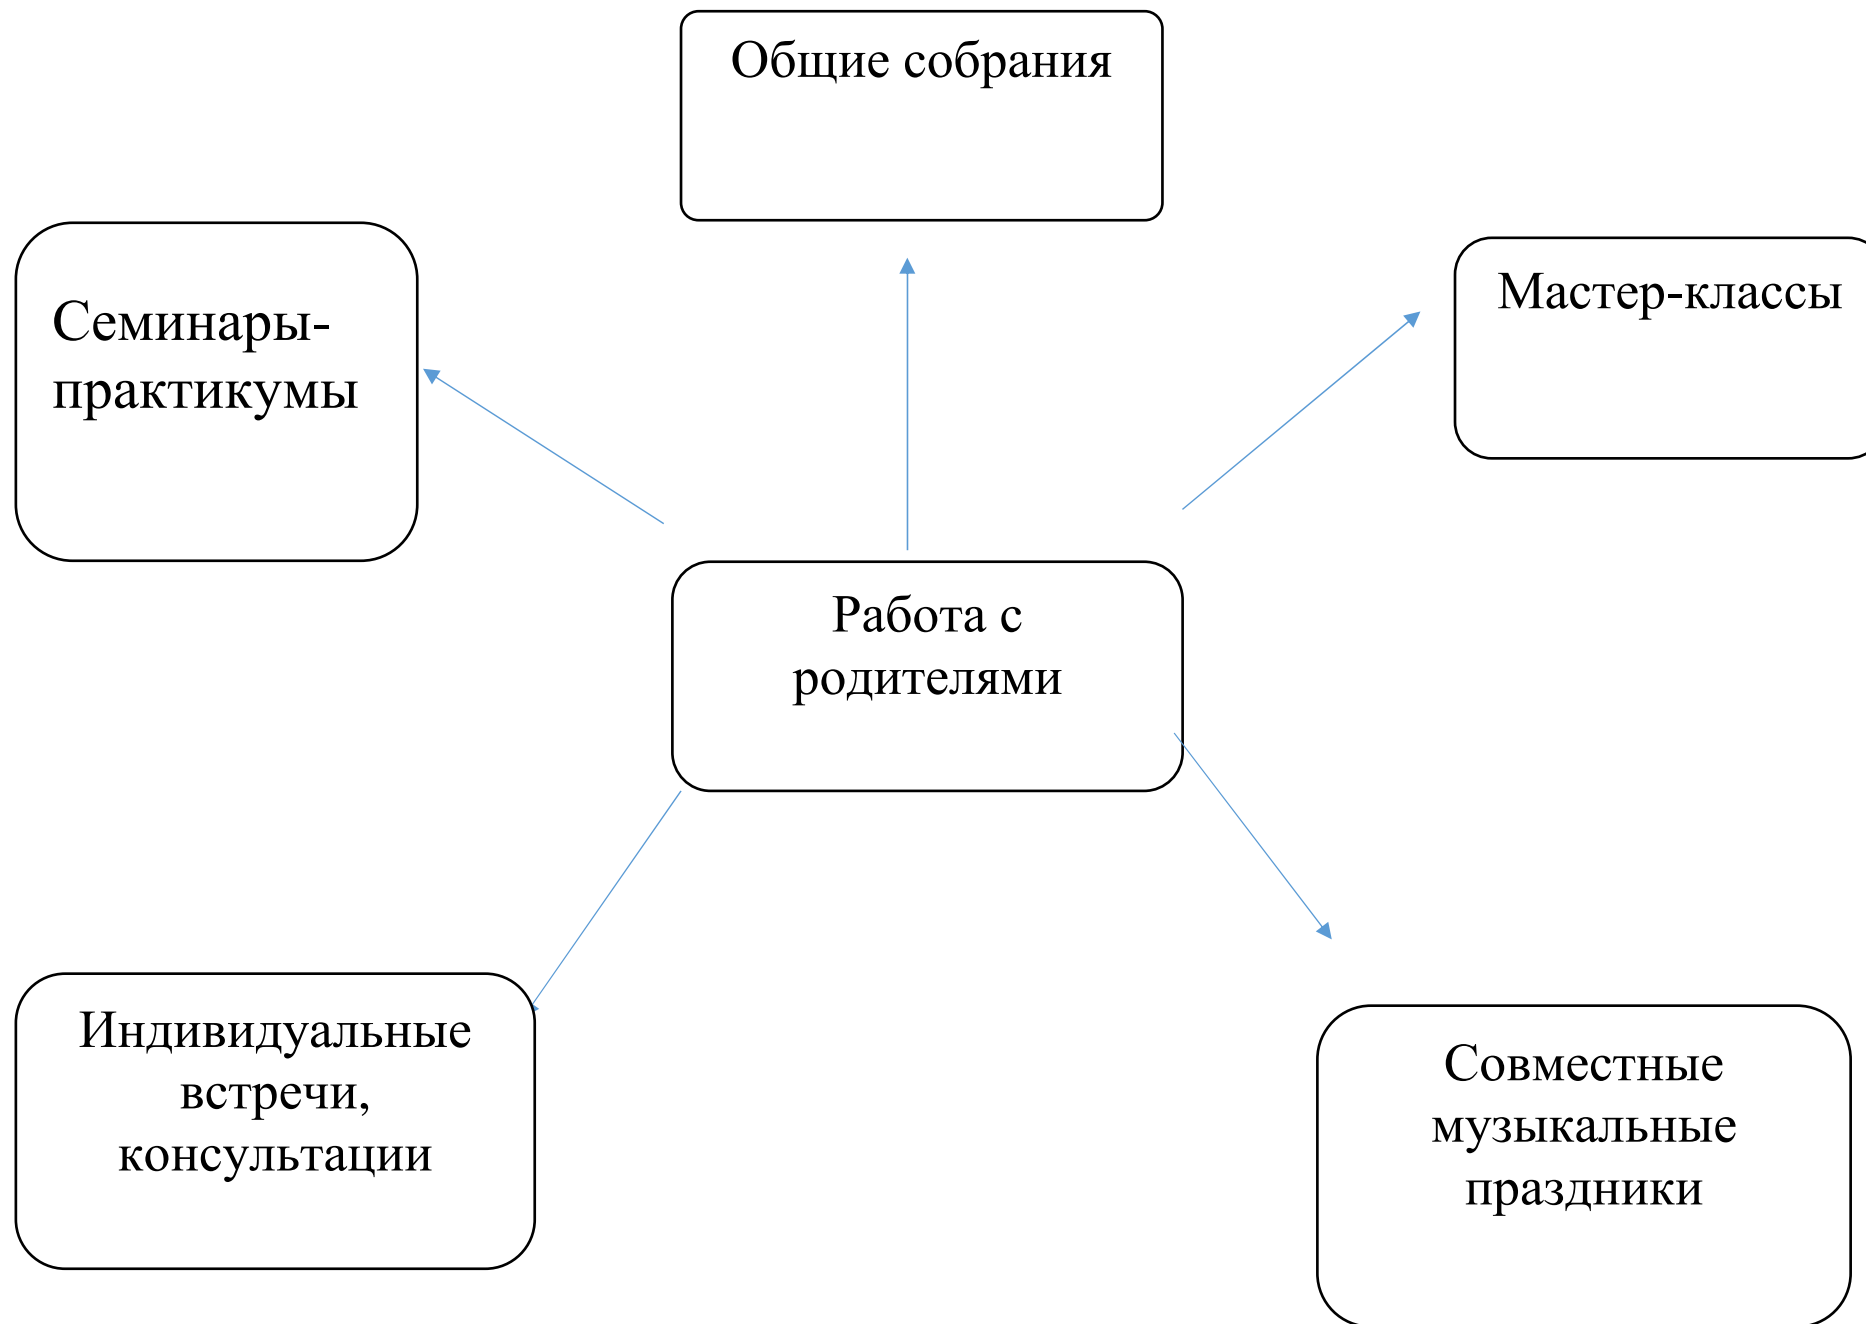 Общие собрания
Семинары-
практикумы
Мастер-классы
Работа с
родителями
Индивидуальные
встречи,
консультации
Совместные
музыкальные
праздники